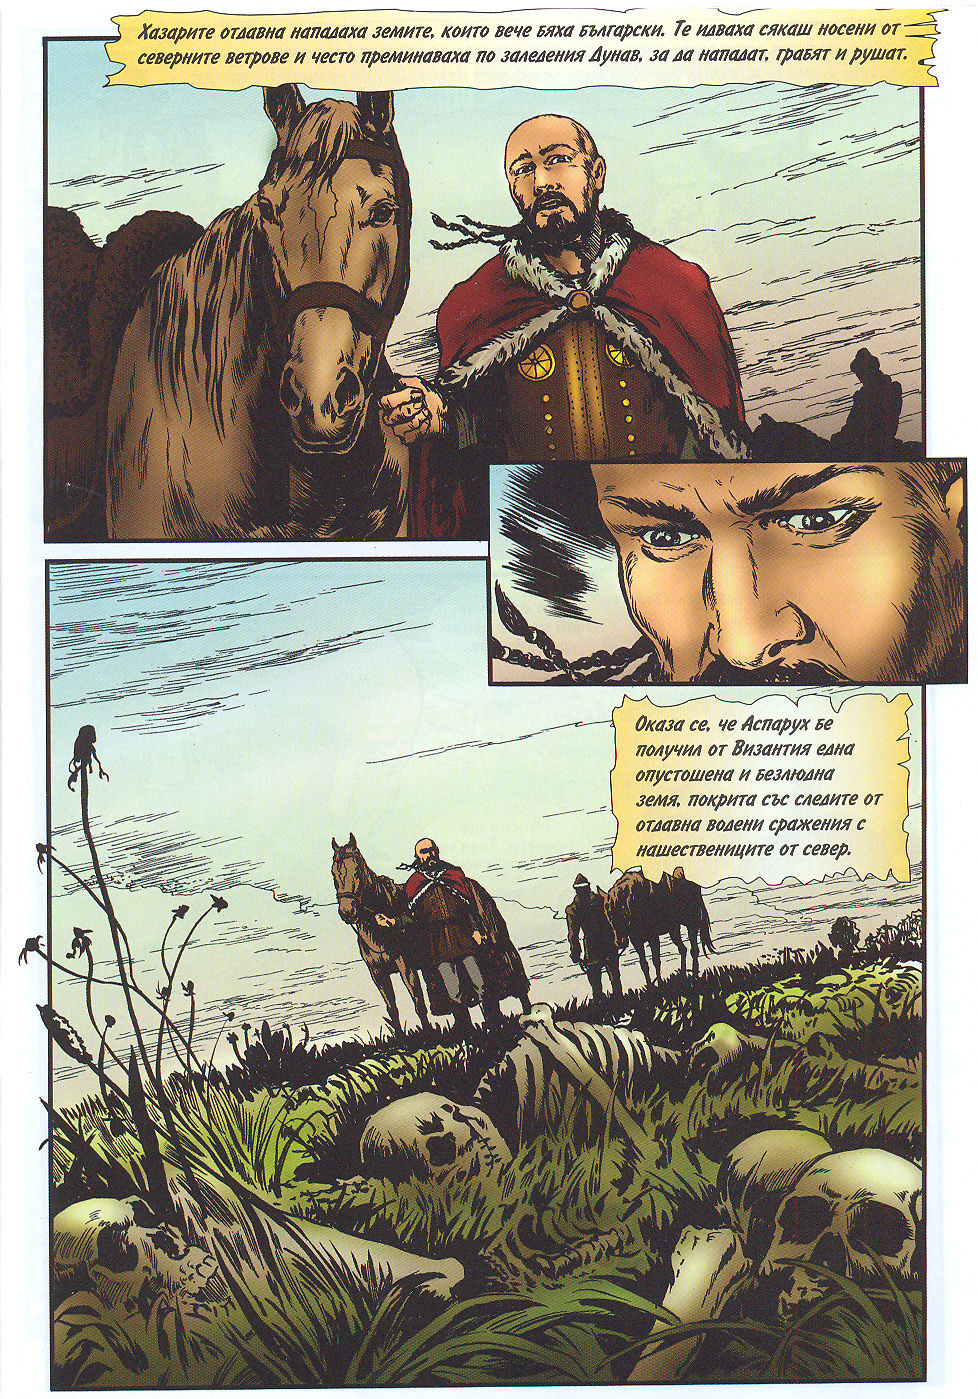 Хазарите отдавна нападаха земите, които вече бяха български. Те идваха сякаш носени от
северните ветрове и често преминаваха по заледения Дунав, за да нападат, грабят и рушат.
Оказа се, че Аспарух бе
получил от Византия една
опустошена и безлюдна
земя, покрита със следите от
отдавна водени сражения с
нашествениците от север.